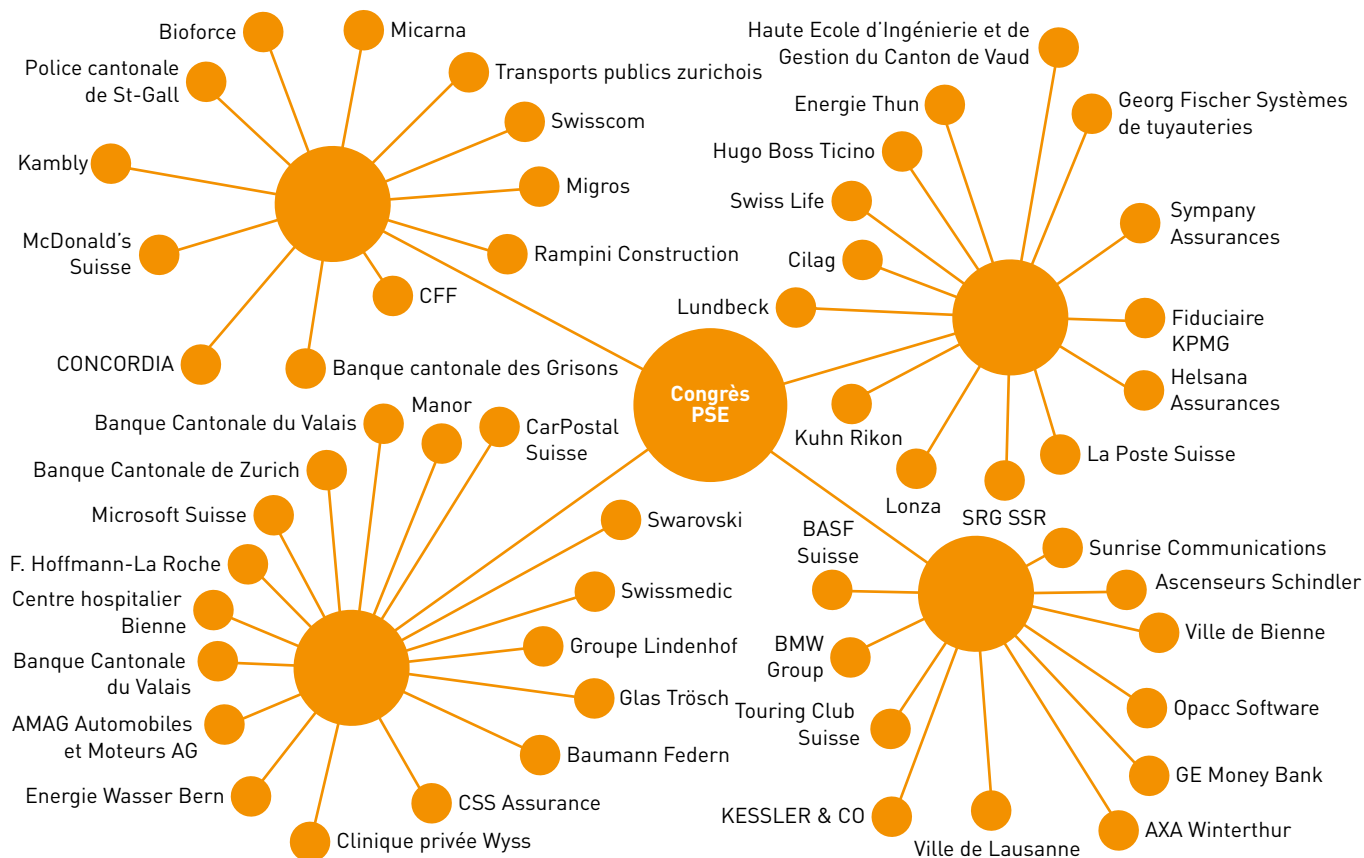 Bioforce
Micarna
Police cantonale
de St-Gall
Transports publics zurichois
Swisscom
Kambly
Migros
McDonald's
Suisse
Rampini Construction
CFF
CONCORDIA
Banque cantonale des Grisons
Haute Ecole d'Ingénierie et de
Gestion du Canton de Vaud
Energie Thun
Georg Fischer Systèmes
de tuyauteries
Hugo Boss Ticino
Swiss Life
Sympany
Assurances
Cilag
Lundbeck
Fiduciaire
KPMG
Helsana
Assurances
Kuhn Rikon
La Poste Suisse
Lonza
SRG SSR
Congrès
PSE
Banque Cantonale du Valais
Manor
CarPostal
Suisse
Banque Cantonale de Zurich
Microsoft Suisse
Swarovski
F. Hoffmann-La Roche
Centre hospitalier
Bienne
Swissmedic
Groupe Lindenhof
Banque Cantonale
du Valais
Glas Trösch
AMAG Automobiles
et Moteurs AG
Baumann Federn
Energie Wasser Bern
CSS Assurance
Clinique privée Wyss
BASF
Suisse
Sunrise Communications
Ascenseurs Schindler
Ville de Bienne
BMW
Group
Touring Club
Suisse
Opacc Software
GE Money Bank
KESSLER & CO
Ville de Lausanne
AXA Winterthur